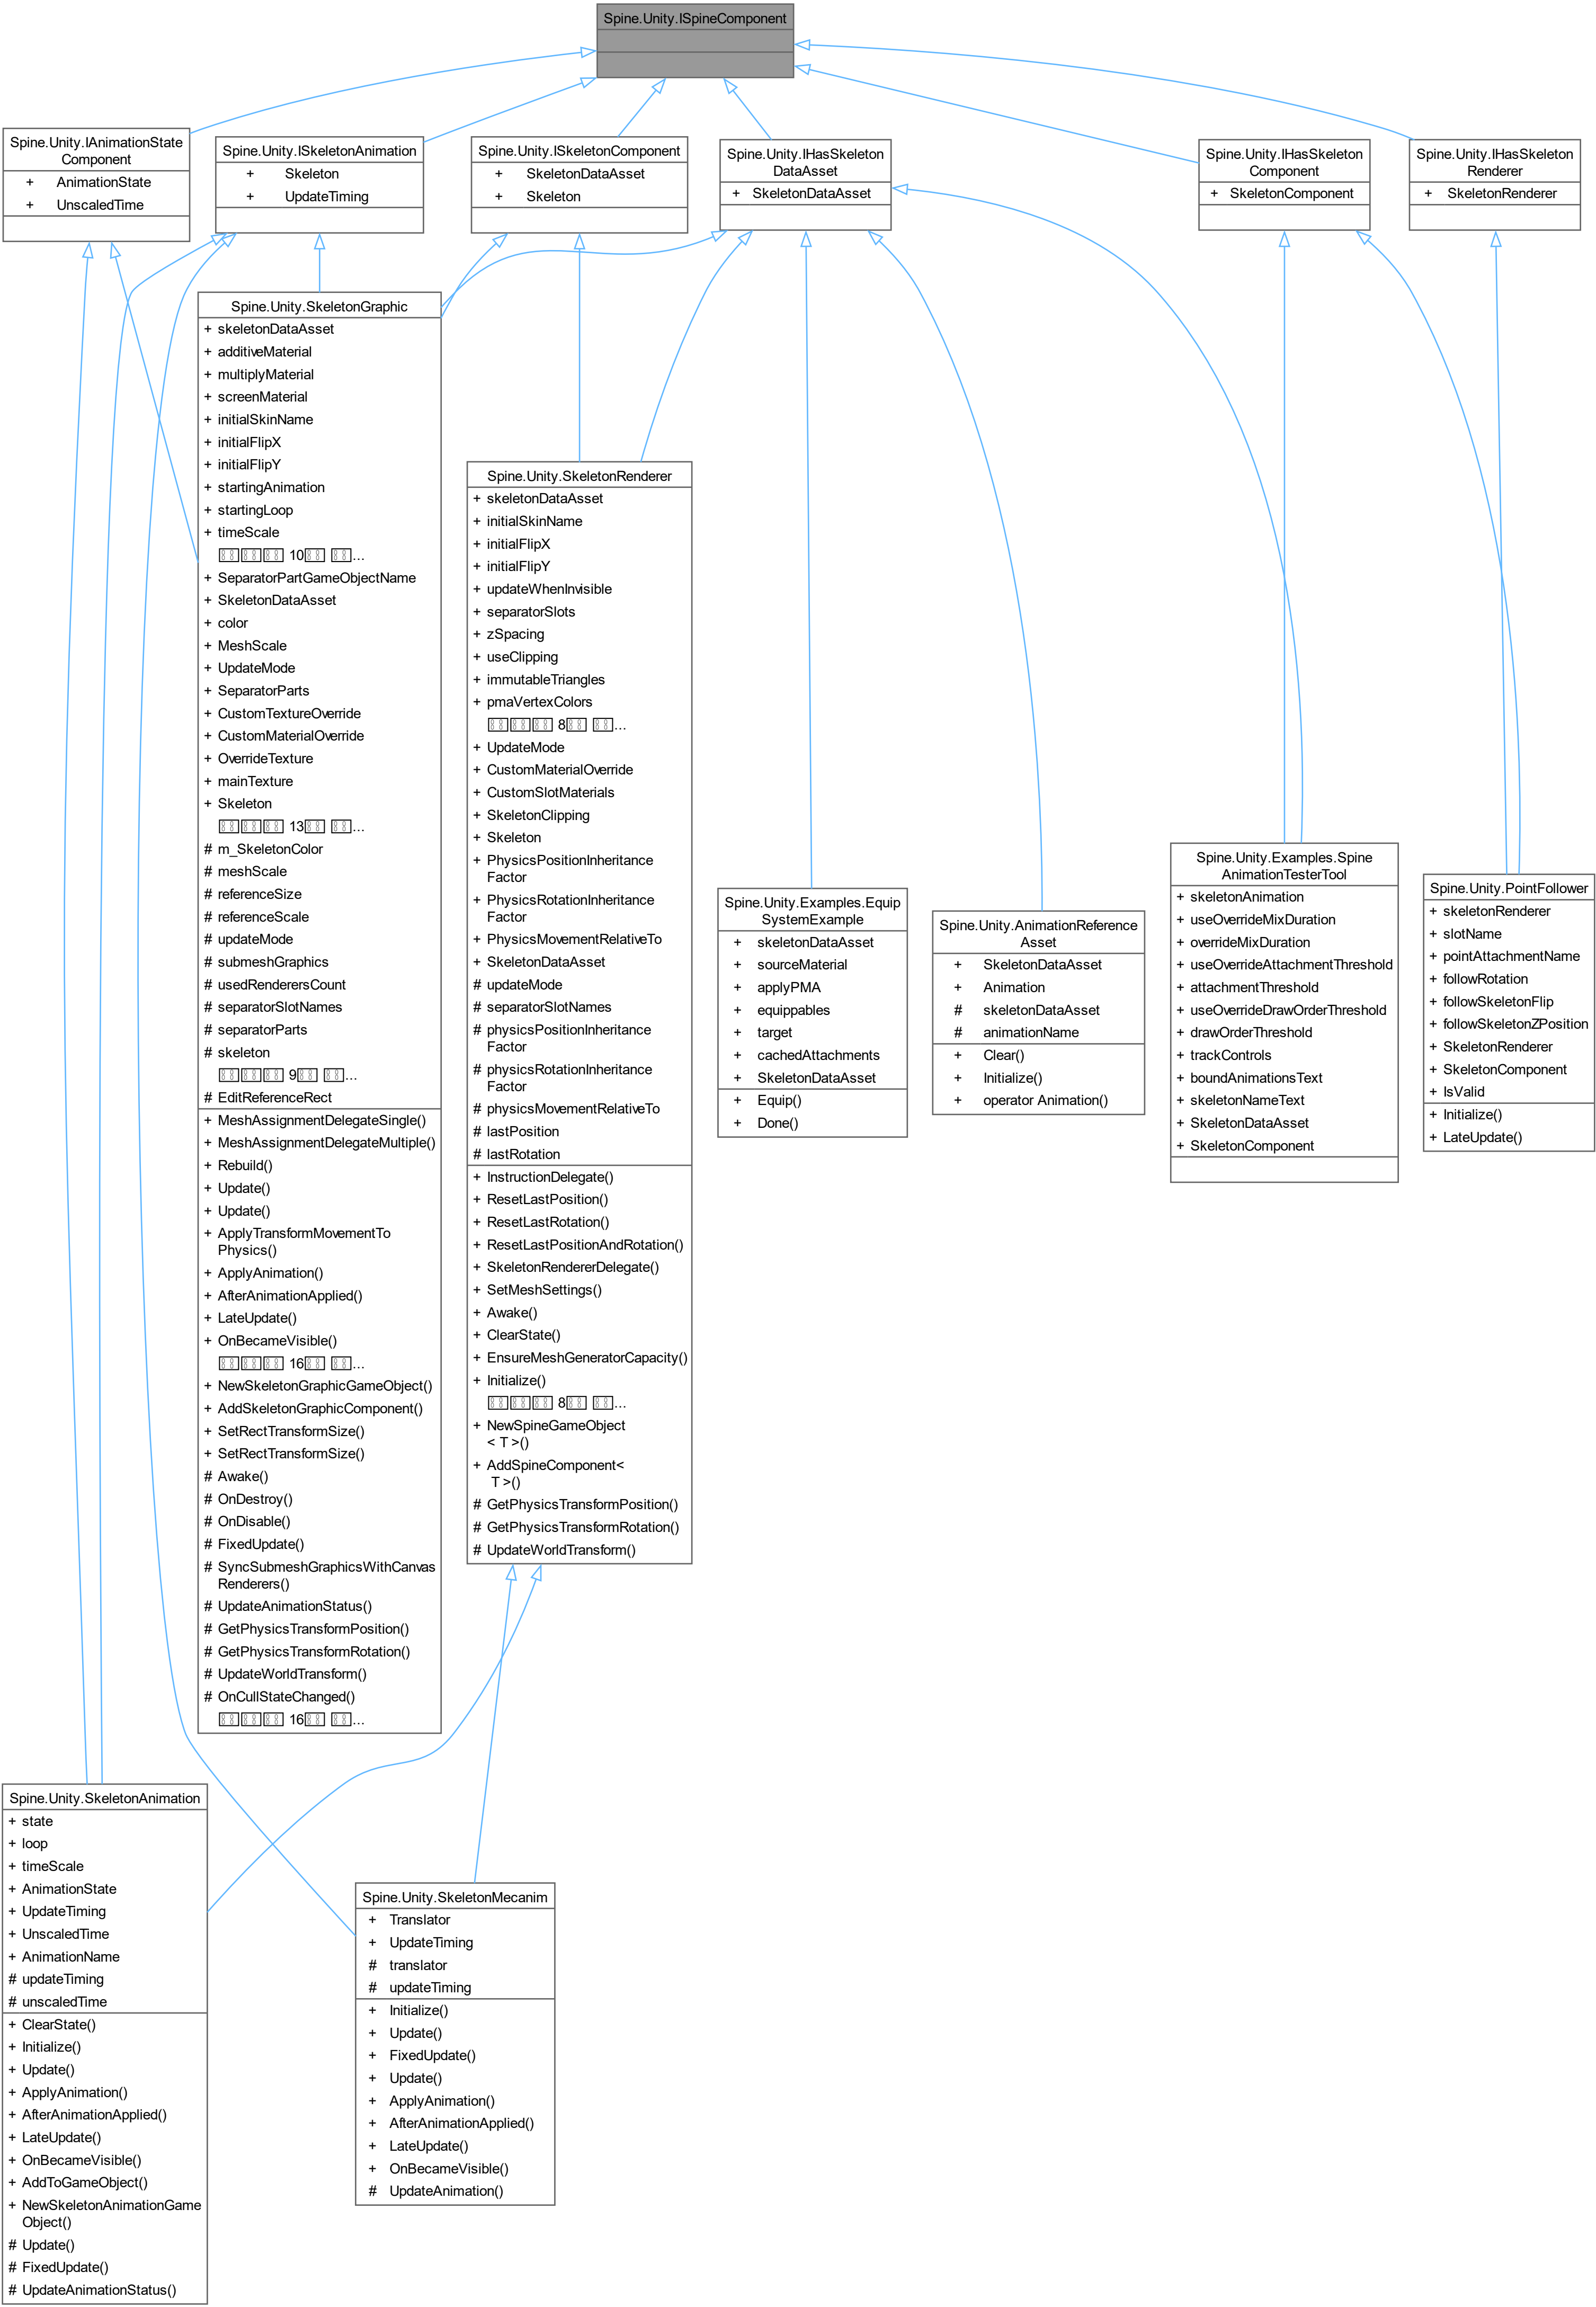 Spine.Unity.ISpineComponent
Spine.Unity.IAnimationState
Component
+ AnimationState
+ UnscaledTime
Spine.Unity.ISkeletonAnimation
+ Skeleton
+ UpdateTiming
Spine.Unity.ISkeletonComponent
+ SkeletonDataAsset
+ Skeleton
Spine.Unity.IHasSkeleton
DataAsset
+ SkeletonDataAsset
Spine.Unity.IHasSkeleton
Component
+ SkeletonComponent
Spine.Unity.IHasSkeleton
Renderer
+ SkeletonRenderer
Spine.Unity.SkeletonGraphic
+ skeletonDataAsset
+ additiveMaterial
+ multiplyMaterial
+ screenMaterial
+ initialSkinName
+ initialFlipX
+ initialFlipY
+ startingAnimation
+ startingLoop
+ timeScale
10 ...
+ SeparatorPartGameObjectName
+ SkeletonDataAsset
+ color
+ MeshScale
+ UpdateMode
+ SeparatorParts
+ CustomTextureOverride
+ CustomMaterialOverride
+ OverrideTexture
+ mainTexture
+ Skeleton
13 ...
# m_SkeletonColor
# meshScale
# referenceSize
# referenceScale
# updateMode
# submeshGraphics
# usedRenderersCount
# separatorSlotNames
# separatorParts
# skeleton
9 ...
# EditReferenceRect
+ MeshAssignmentDelegateSingle()
+ MeshAssignmentDelegateMultiple()
+ Rebuild()
+ Update()
+ Update()
+ ApplyTransformMovementTo
Physics()
+ ApplyAnimation()
+ AfterAnimationApplied()
+ LateUpdate()
+ OnBecameVisible()
16 ...
+ NewSkeletonGraphicGameObject()
+ AddSkeletonGraphicComponent()
+ SetRectTransformSize()
+ SetRectTransformSize()
# Awake()
# OnDestroy()
# OnDisable()
# FixedUpdate()
# SyncSubmeshGraphicsWithCanvas
Renderers()
# UpdateAnimationStatus()
# GetPhysicsTransformPosition()
# GetPhysicsTransformRotation()
# UpdateWorldTransform()
# OnCullStateChanged()
16 ...
Spine.Unity.SkeletonRenderer
+ skeletonDataAsset
+ initialSkinName
+ initialFlipX
+ initialFlipY
+ updateWhenInvisible
+ separatorSlots
+ zSpacing
+ useClipping
+ immutableTriangles
+ pmaVertexColors
8 ...
+ UpdateMode
+ CustomMaterialOverride
+ CustomSlotMaterials
+ SkeletonClipping
+ Skeleton
+ PhysicsPositionInheritance
Factor
+ PhysicsRotationInheritance
Factor
+ PhysicsMovementRelativeTo
+ SkeletonDataAsset
# updateMode
# separatorSlotNames
# physicsPositionInheritance
Factor
# physicsRotationInheritance
Factor
# physicsMovementRelativeTo
# lastPosition
# lastRotation
+ InstructionDelegate()
+ ResetLastPosition()
+ ResetLastRotation()
+ ResetLastPositionAndRotation()
+ SkeletonRendererDelegate()
+ SetMeshSettings()
+ Awake()
+ ClearState()
+ EnsureMeshGeneratorCapacity()
+ Initialize()
8 ...
+ NewSpineGameObject
< T >()
+ AddSpineComponent<
T >()
# GetPhysicsTransformPosition()
# GetPhysicsTransformRotation()
# UpdateWorldTransform()
Spine.Unity.Examples.Equip
SystemExample
+ skeletonDataAsset
+ sourceMaterial
+ applyPMA
+ equippables
+ target
+ cachedAttachments
+ SkeletonDataAsset
+ Equip()
+ Done()
Spine.Unity.AnimationReference
Asset
+ SkeletonDataAsset
+ Animation
# skeletonDataAsset
# animationName
+ Clear()
+ Initialize()
+ operator Animation()
Spine.Unity.Examples.Spine
AnimationTesterTool
+ skeletonAnimation
+ useOverrideMixDuration
+ overrideMixDuration
+ useOverrideAttachmentThreshold
+ attachmentThreshold
+ useOverrideDrawOrderThreshold
+ drawOrderThreshold
+ trackControls
+ boundAnimationsText
+ skeletonNameText
+ SkeletonDataAsset
+ SkeletonComponent
Spine.Unity.PointFollower
+ skeletonRenderer
+ slotName
+ pointAttachmentName
+ followRotation
+ followSkeletonFlip
+ followSkeletonZPosition
+ SkeletonRenderer
+ SkeletonComponent
+ IsValid
+ Initialize()
+ LateUpdate()
Spine.Unity.SkeletonAnimation
+ state
+ loop
+ timeScale
+ AnimationState
+ UpdateTiming
+ UnscaledTime
+ AnimationName
# updateTiming
# unscaledTime
+ ClearState()
+ Initialize()
+ Update()
+ ApplyAnimation()
+ AfterAnimationApplied()
+ LateUpdate()
+ OnBecameVisible()
+ AddToGameObject()
+ NewSkeletonAnimationGame
Object()
# Update()
# FixedUpdate()
# UpdateAnimationStatus()
Spine.Unity.SkeletonMecanim
+ Translator
+ UpdateTiming
# translator
# updateTiming
+ Initialize()
+ Update()
+ FixedUpdate()
+ Update()
+ ApplyAnimation()
+ AfterAnimationApplied()
+ LateUpdate()
+ OnBecameVisible()
# UpdateAnimation()